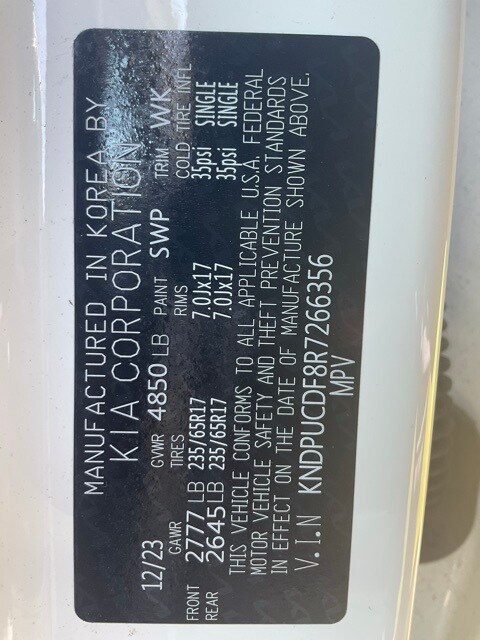 MANUFACTURED IN KOREA BY
KIA CORPORATION
12/23 GVWR 4850 LB PAINT SWP TRIM WK
GAWR TIRES RIMS COLD TIRE INFL
FRONT 2777 LB 235/65R17 7.0Jx17 35psi SINGLE
REAR 2645 LB 235/65R17 7.0Jx17 35psi SINGLE
THIS VEHICLE CONFORMS TO ALL APPLICABLE U.S.A. FEDERAL
MOTOR VEHICLE SAFETY AND THEFT PREVENTION STANDARDS
IN EFFECT ON THE DATE OF MANUFACTURE SHOWN ABOVE.
V.I.N KNDPUCDF8R7266356
MPV